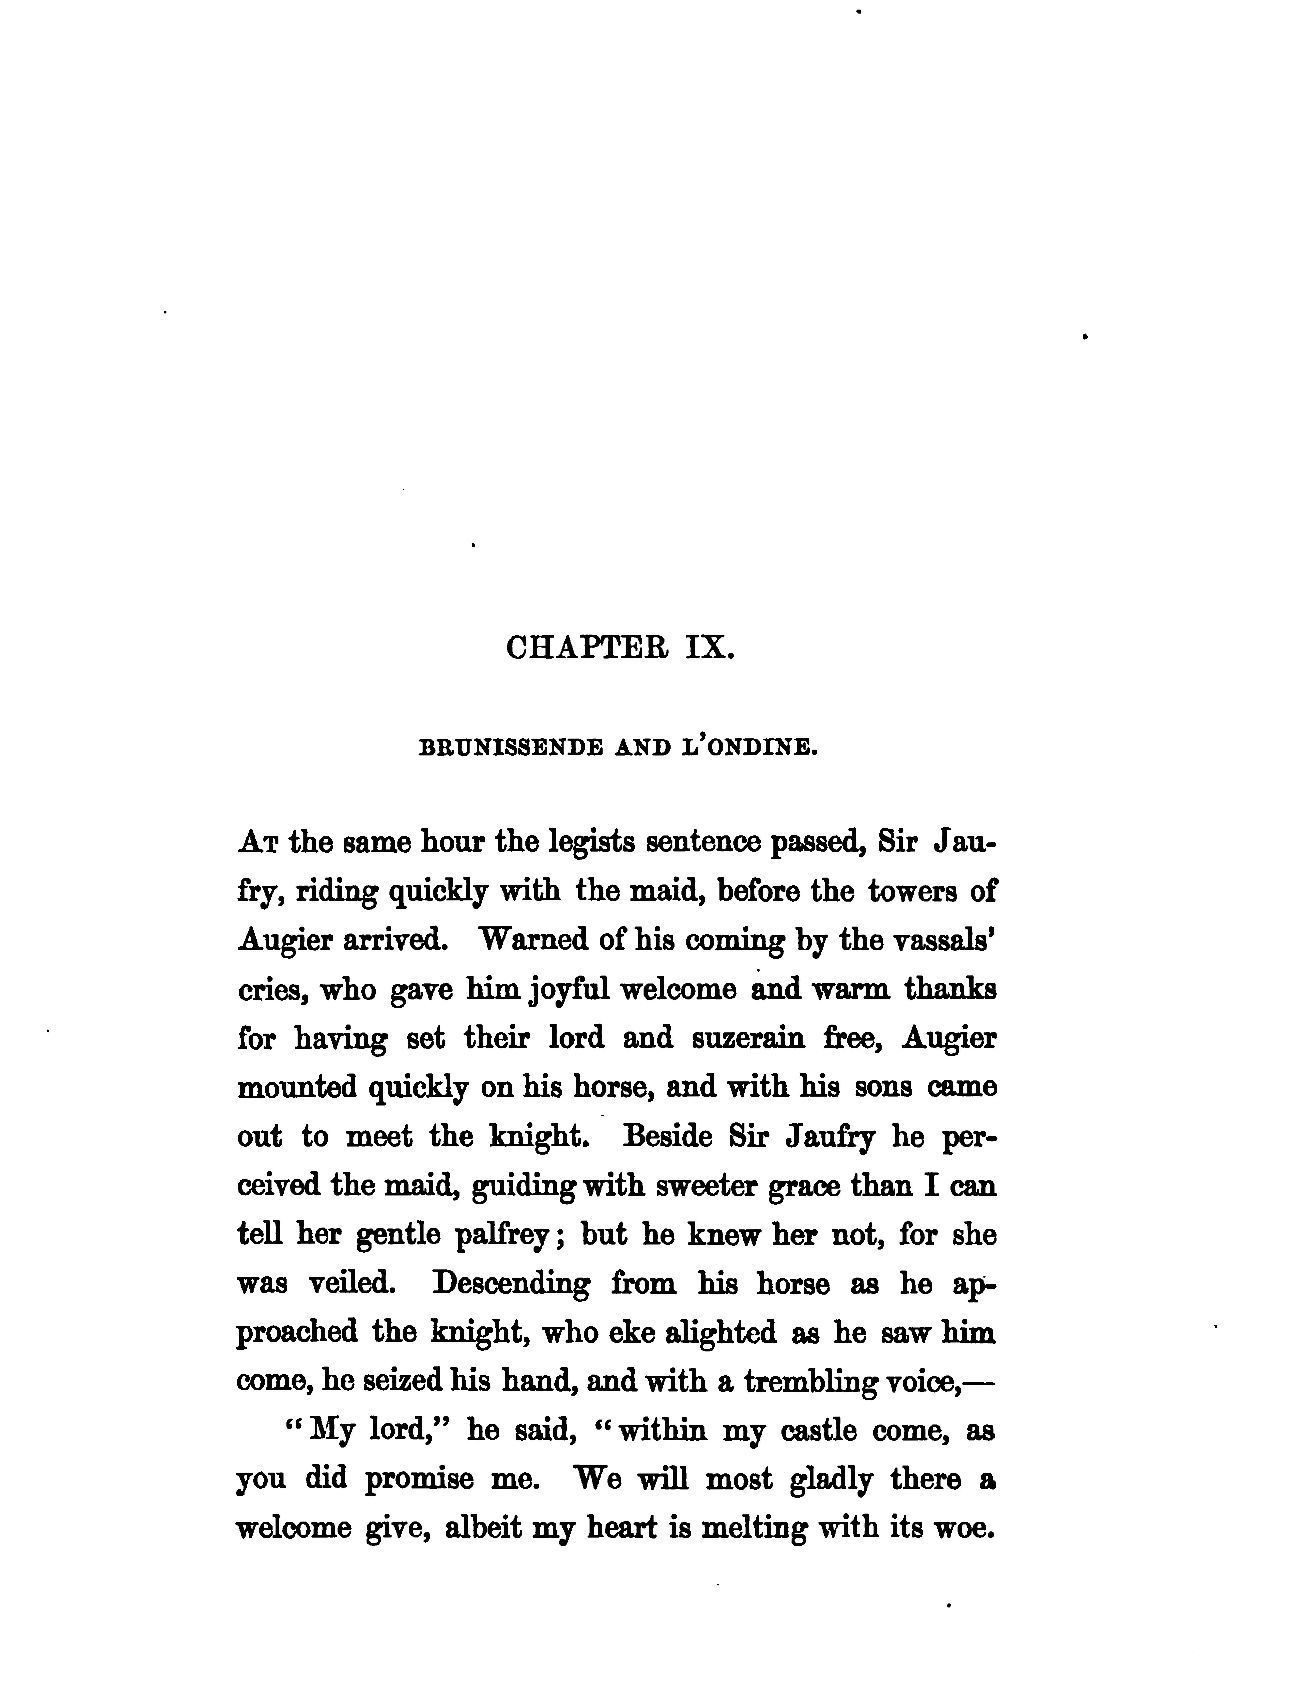 CHAPTER IX.
BRUNISSENDE AND L'ONDINE.
AT the same hour the legists sentence passed, Sir Jau-
fry, riding quickly with the maid, before the towers of
Augier arrived. Warned of his coming by the vassals'
cries, who gave him joyful welcome and warm thanks
for having set their lord and suzerain free, Augier
mounted quickly on his horse, and with his sons came
out to meet the knight. Beside Sir Jaufry he per-
ceived the maid, guiding with sweeter grace than I can
tell her gentle palfrey; but he knew her not, for she
was veiled. Descending from his horse as he ap-
proached the knight, who eke alighted as he saw him
come, he seized his hand, and with a trembling voice,—
"My lord," he said, "within my castle come, as
you did promise me. We will most gladly there a
welcome give, albeit my heart is melting with its woe.